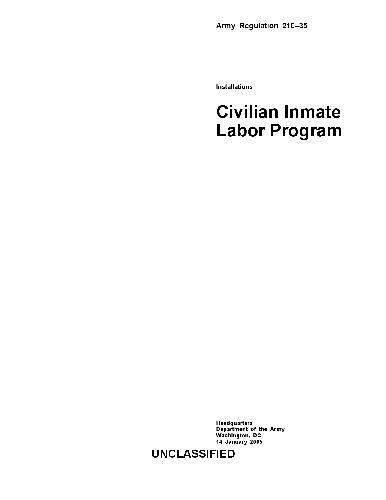 Army Regulation 210–35
Installations
Civilian Inmate
Labor Program
Headquarters
Department of the Army
Washington, DC
14 January 2005
UNCLASSIFIED